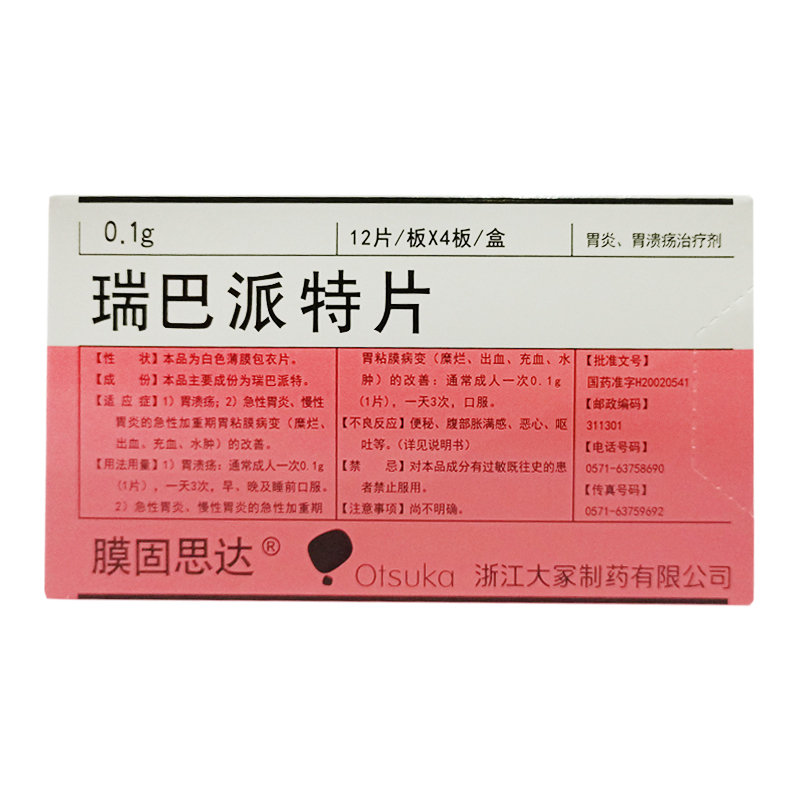 0.1g
12片/板X4板/盒
胃炎、胃溃疡治疗剂
瑞巴派特片
【性　　状】本品为白色薄膜包衣片。
【成　　份】本品主要成份为瑞巴派特。
【适 应 症】1) 胃溃疡；2) 急性胃炎、慢性
胃炎的急性加重期胃粘膜病变（糜烂、
出血、充血、水肿）的改善。
【用法用量】1) 胃溃疡：通常成人一次0.1g
(1片)，一天3次，早、晚及睡前口服。
2) 急性胃炎、慢性胃炎的急性加重期
胃粘膜病变（糜烂、出血、充血、水
肿）的改善：通常成人一次0.1g
(1片)，一天3次，口服。
【不良反应】便秘、腹部胀满感、恶心、呕
吐等。（详见说明书）
【禁　　忌】对本品成分有过敏既往史的患
者禁止服用。
【注意事项】尚不明确。
【批准文号】
国药准字H20020541
【邮政编码】
311301
【电话号码】
0571-63758690
【传真号码】
0571-63759692
膜固思达®
Otsuka 浙江大冢制药有限公司